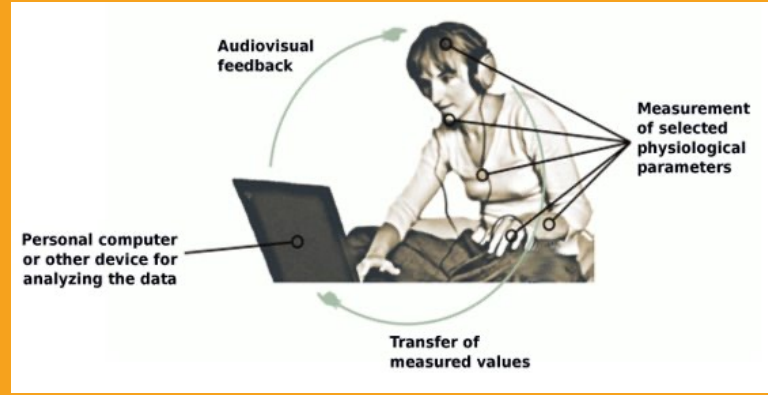 Audiovisual
feedback
Measurement
of selected
physiological
parameters
Personal computer
or other device for
analyzing the data
Transfer of
measured values